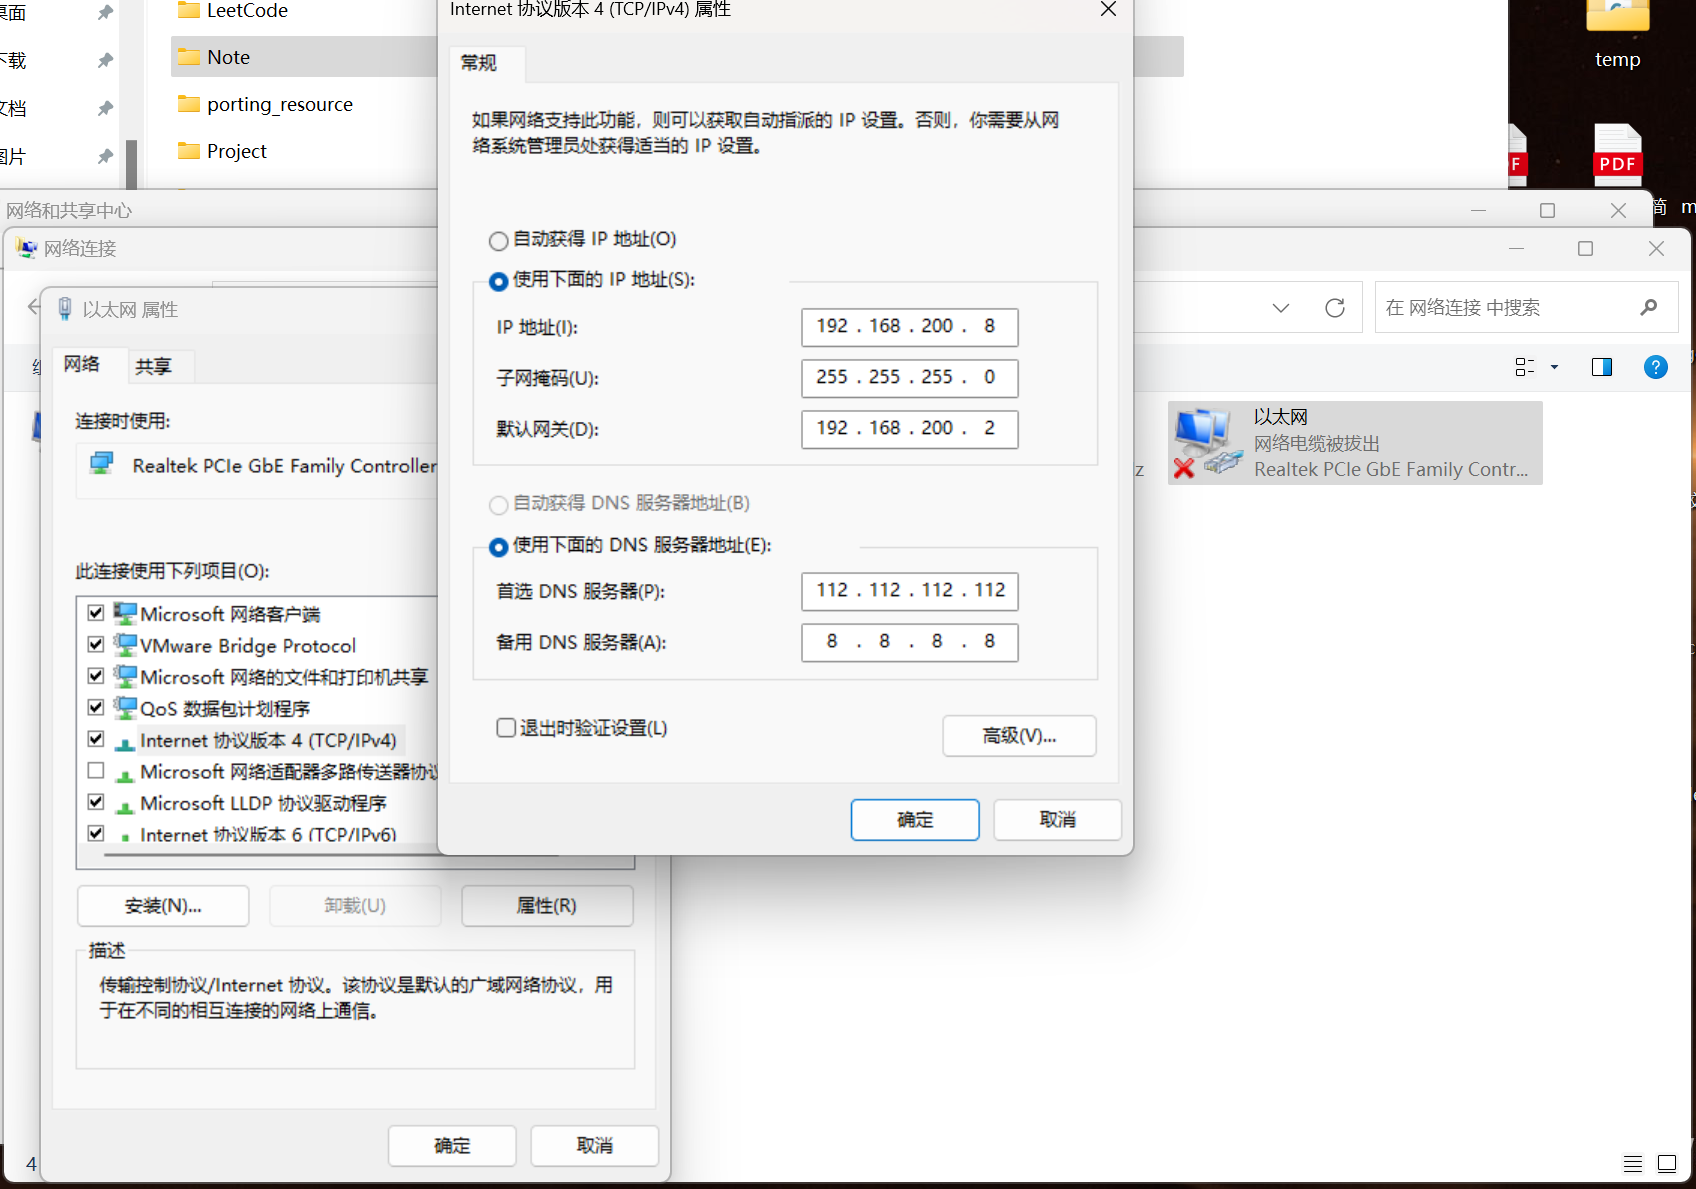 LeetCode
Note
porting_resource
Project
下载
temp
PDF
网络和共享中心
网络连接
在 网络连接 中搜索
以太网
网络电缆被拔出
Realtek PCIe GbE Family Contr...
以太网 属性
网络
共享
连接时使用:
Realtek PCIe GbE Family Controller
此连接使用下列项目(O):
Microsoft 网络客户端
VMware Bridge Protocol
Microsoft 网络的文件和打印机共享
QoS 数据包计划程序
Internet 协议版本 4 (TCP/IPv4)
Microsoft 网络适配器多路传送器协议
Microsoft LLDP 协议驱动程序
Internet 协议版本 6 (TCP/IPv6)
安装(N)...
卸载(U)
属性(R)
描述
传输控制协议/Internet 协议。该协议是默认的广域网络协议，用
于在不同的相互连接的网络上通信。
确定
取消
4
Internet 协议版本 4 (TCP/IPv4) 属性
常规
如果网络支持此功能，则可以获取自动指派的 IP 设置。否则，你需要从网
络系统管理员处获得适当的 IP 设置。
自动获得 IP 地址(O)
使用下面的 IP 地址(S):
IP 地址(I):
192 . 168 . 200 . 8
子网掩码(U):
255 . 255 . 255 . 0
默认网关(D):
192 . 168 . 200 . 2
自动获得 DNS 服务器地址(B)
使用下面的 DNS 服务器地址(E):
首选 DNS 服务器(P):
112 . 112 . 112 . 112
备用 DNS 服务器(A):
8 . 8 . 8 . 8
退出时验证设置(L)
高级(V)...
确定
取消